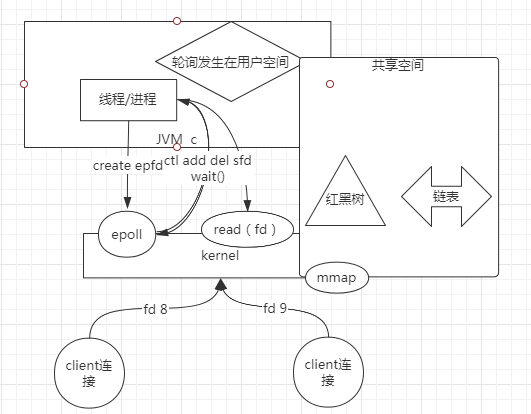 轮询发生在用户空间
共享空间
线程/进程
JVM c
create epfd
ctl add del sfd
wait()
红黑树
链表
epoll
read（fd）
kernel
mmap
fd 8
fd 9
client连
接
client连
接